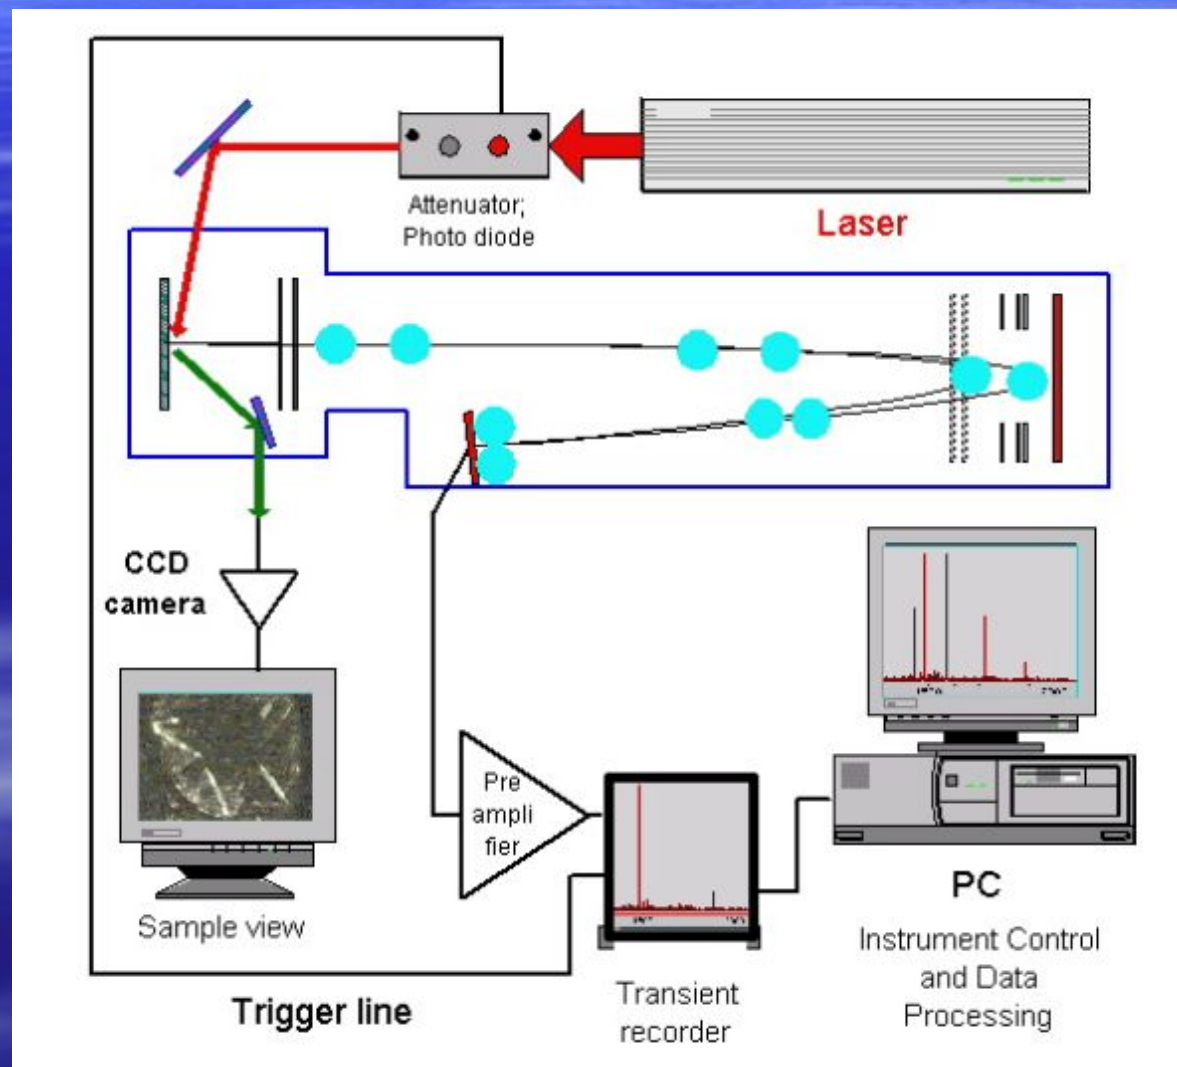 Attenuator;
Photo diode
Laser
CCD
camera
Pre
ampli
fier
Sample view
PC
Instrument Control
and Data
Processing
Transient
recorder
Trigger line